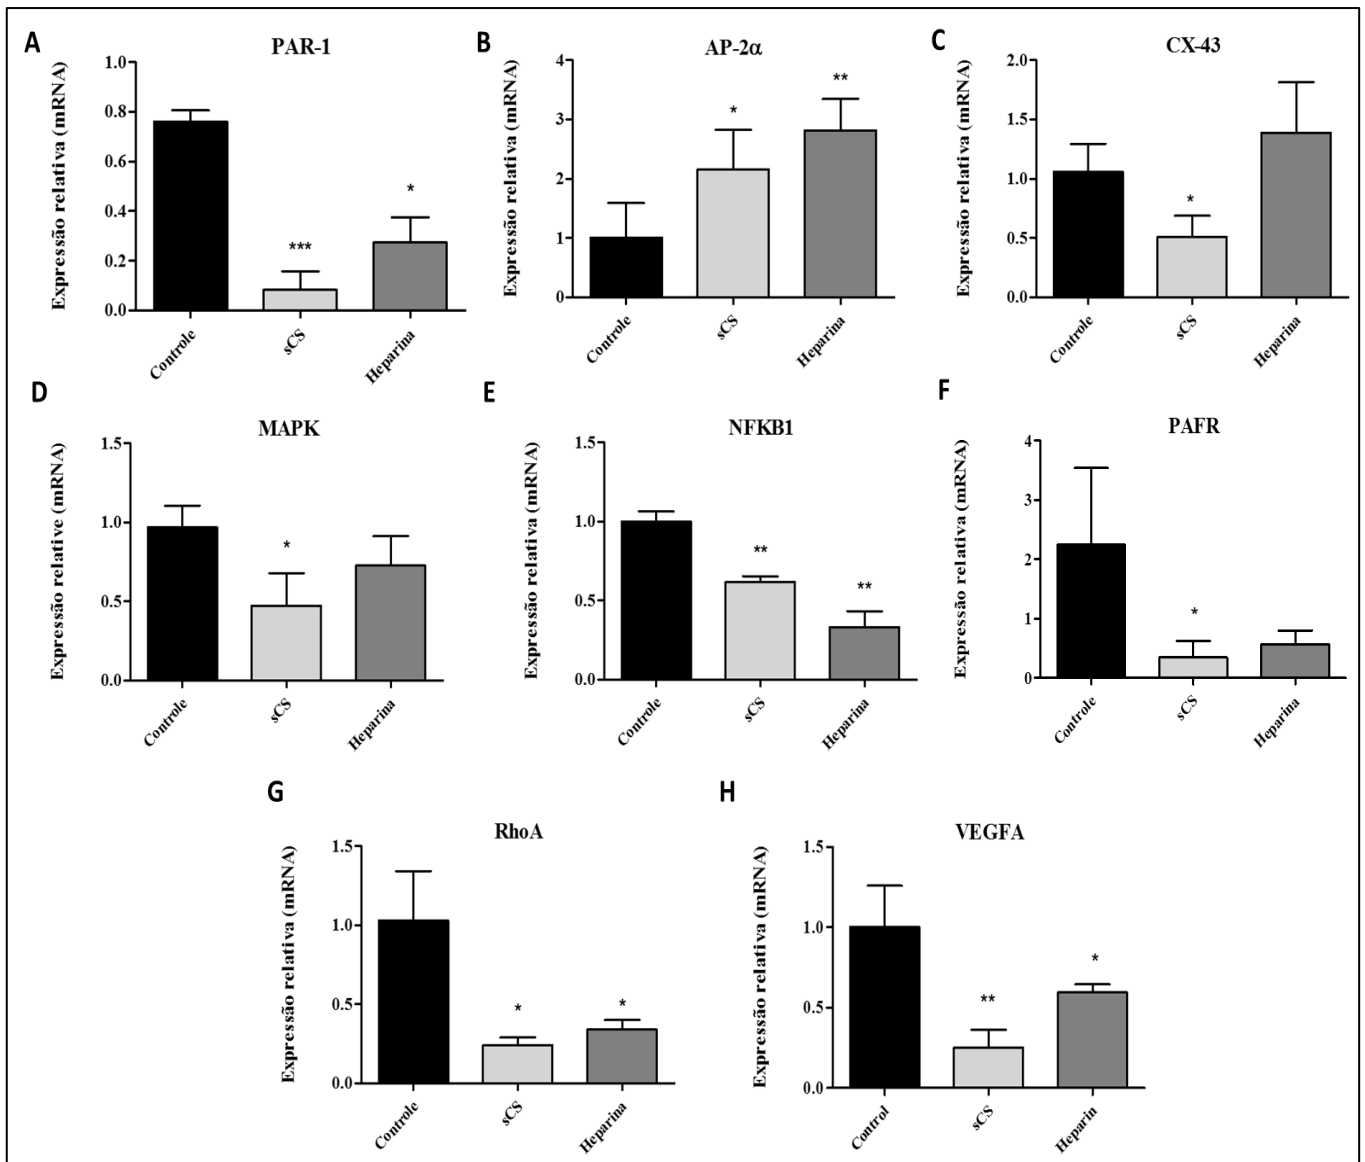 A
PAR-1
Expressão relativa (mRNA)
1.0
0.8
0.6
0.4
0.2
0.0
***
*
Controle
sCS
Heparina
B
AP-2α
Expressão relativa (mRNA)
4
3
2
1
0
*
**
Controle
sCS
Heparina
C
CX-43
Expressão relativa (mRNA)
2.0
1.5
1.0
0.5
0.0
*
Controle
sCS
Heparina
D
MAPK
Expressão relative (mRNA)
1.5
1.0
0.5
0.0
*
Controle
sCS
Heparina
E
NFKB1
Expressão relativa (mRNA)
1.5
1.0
0.5
0.0
**
**
Controle
sCS
Heparina
F
PAFR
Expressão relativa (mRNA)
4
3
2
1
0
*
Controle
sCS
Heparina
G
RhoA
Expressão relativa (mRNA)
1.5
1.0
0.5
0.0
*
*
Controle
sCS
Heparina
H
VEGFA
Expressão relativa (mRNA)
1.5
1.0
0.5
0.0
**
*
Control
sCS
Heparin